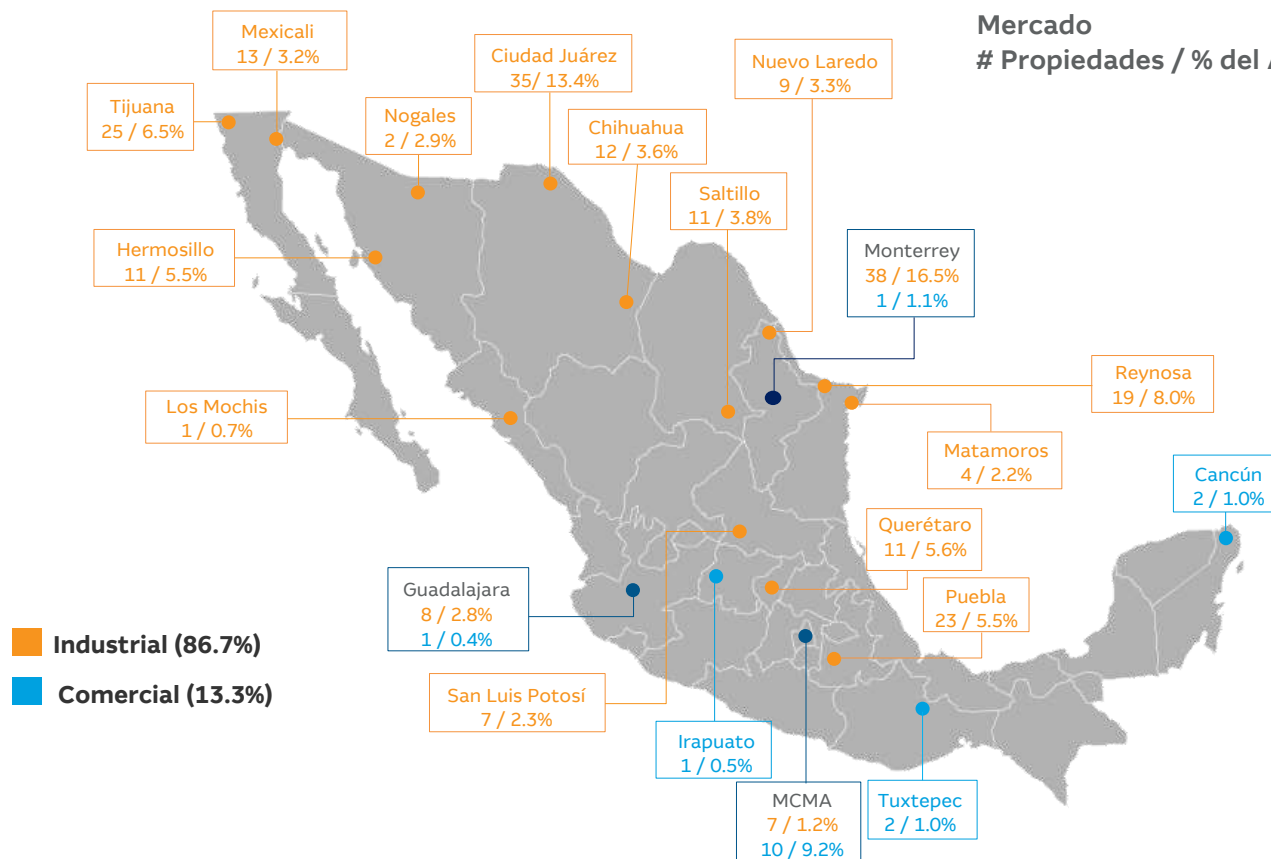 Mercado
# Propiedades / % del A
Mexicali
13 / 3.2%
Ciudad Juárez
35/ 13.4%
Nuevo Laredo
9 / 3.3%
Tijuana
25 / 6.5%
Nogales
2 / 2.9%
Chihuahua
12 / 3.6%
Saltillo
11 / 3.8%
Hermosillo
11 / 5.5%
Monterrey
38 / 16.5%
1 / 1.1%
Reynosa
19 / 8.0%
Los Mochis
1 / 0.7%
Matamoros
4 / 2.2%
Cancún
2 / 1.0%
Querétaro
11 / 5.6%
Guadalajara
8 / 2.8%
1 / 0.4%
Puebla
23 / 5.5%
Industrial (86.7%)
Comercial (13.3%)
San Luis Potosí
7 / 2.3%
Irapuato
1 / 0.5%
MCMA
7 / 1.2%
10 / 9.2%
Tuxtepec
2 / 1.0%